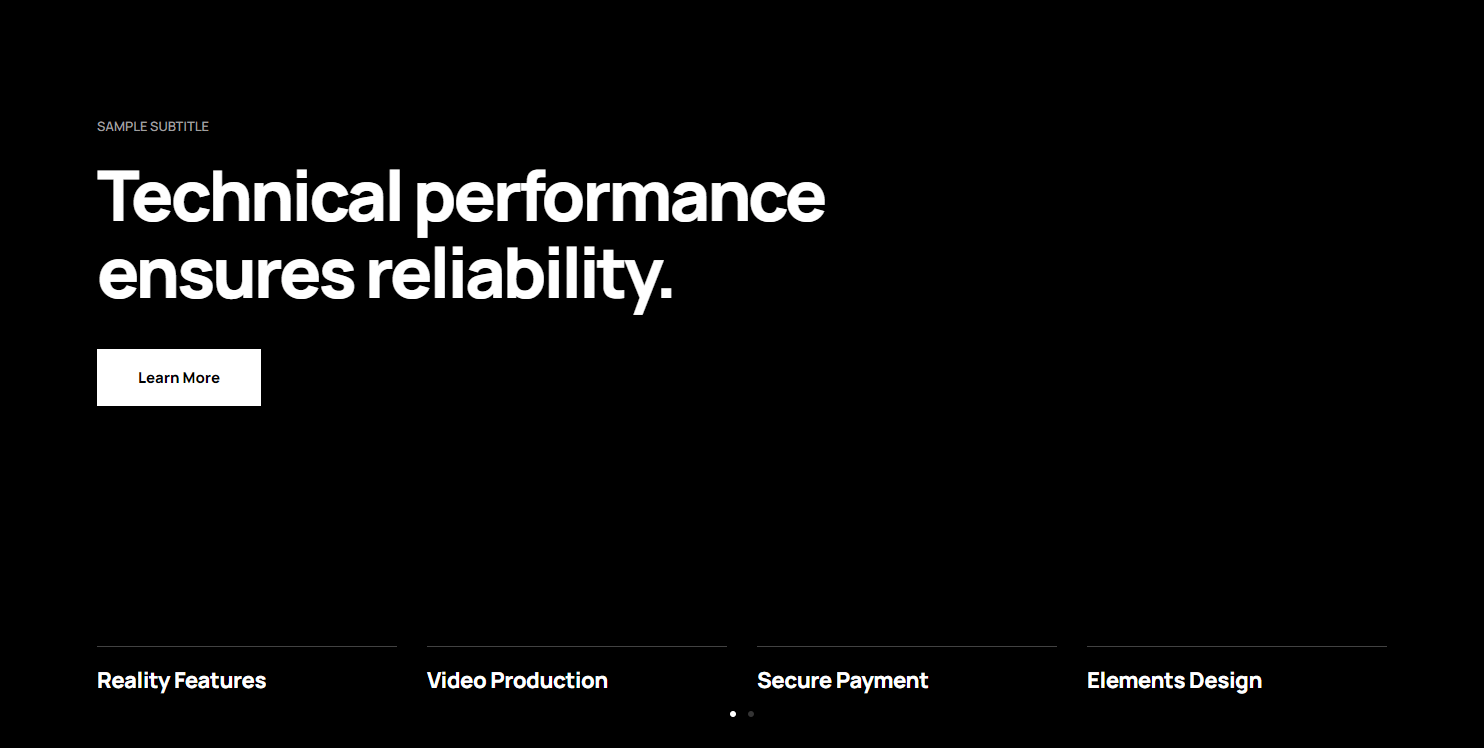 SAMPLE SUBTITLE
Technical performance
ensures reliability.
Learn More
Reality Features
Video Production
Secure Payment
Elements Design